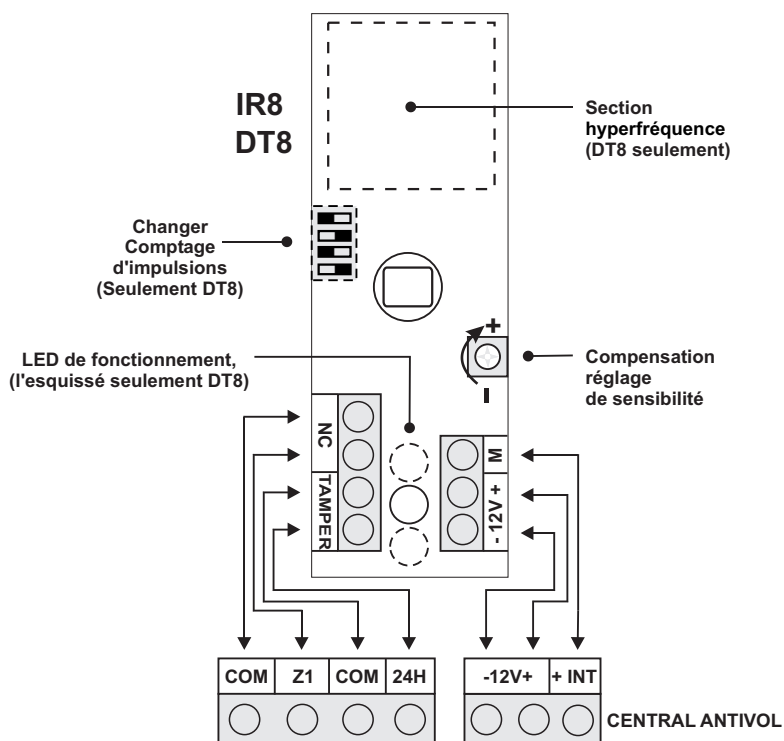 IR8
DT8
Section
hyperfréquence
(DT8 seulement)
Changer
Comptage
d'impulsions
(Seulement DT8)
+
-
LED de fonctionnement,
(l'esquissé seulement DT8)
Compensation
réglage
de sensibilité
NC
TAMPER
M
- 12V +
COM Z1 COM 24H
-12V+ + INT
CENTRAL ANTIVOL